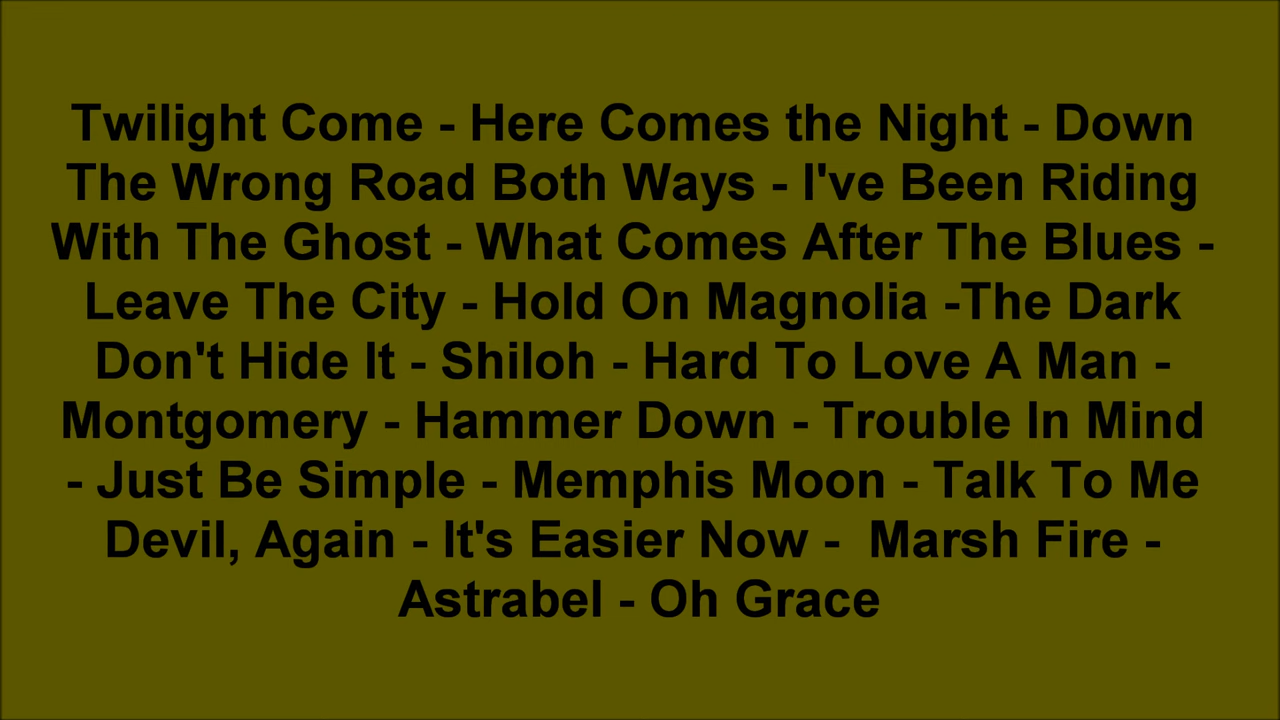 Twilight Come - Here Comes the Night - Down
The Wrong Road Both Ways - I've Been Riding
With The Ghost - What Comes After The Blues -
Leave The City - Hold On Magnolia -The Dark
Don't Hide It - Shiloh - Hard To Love A Man -
Montgomery - Hammer Down - Trouble In Mind
- Just Be Simple - Memphis Moon - Talk To Me
Devil, Again - It's Easier Now -  Marsh Fire -
Astrabel - Oh Grace